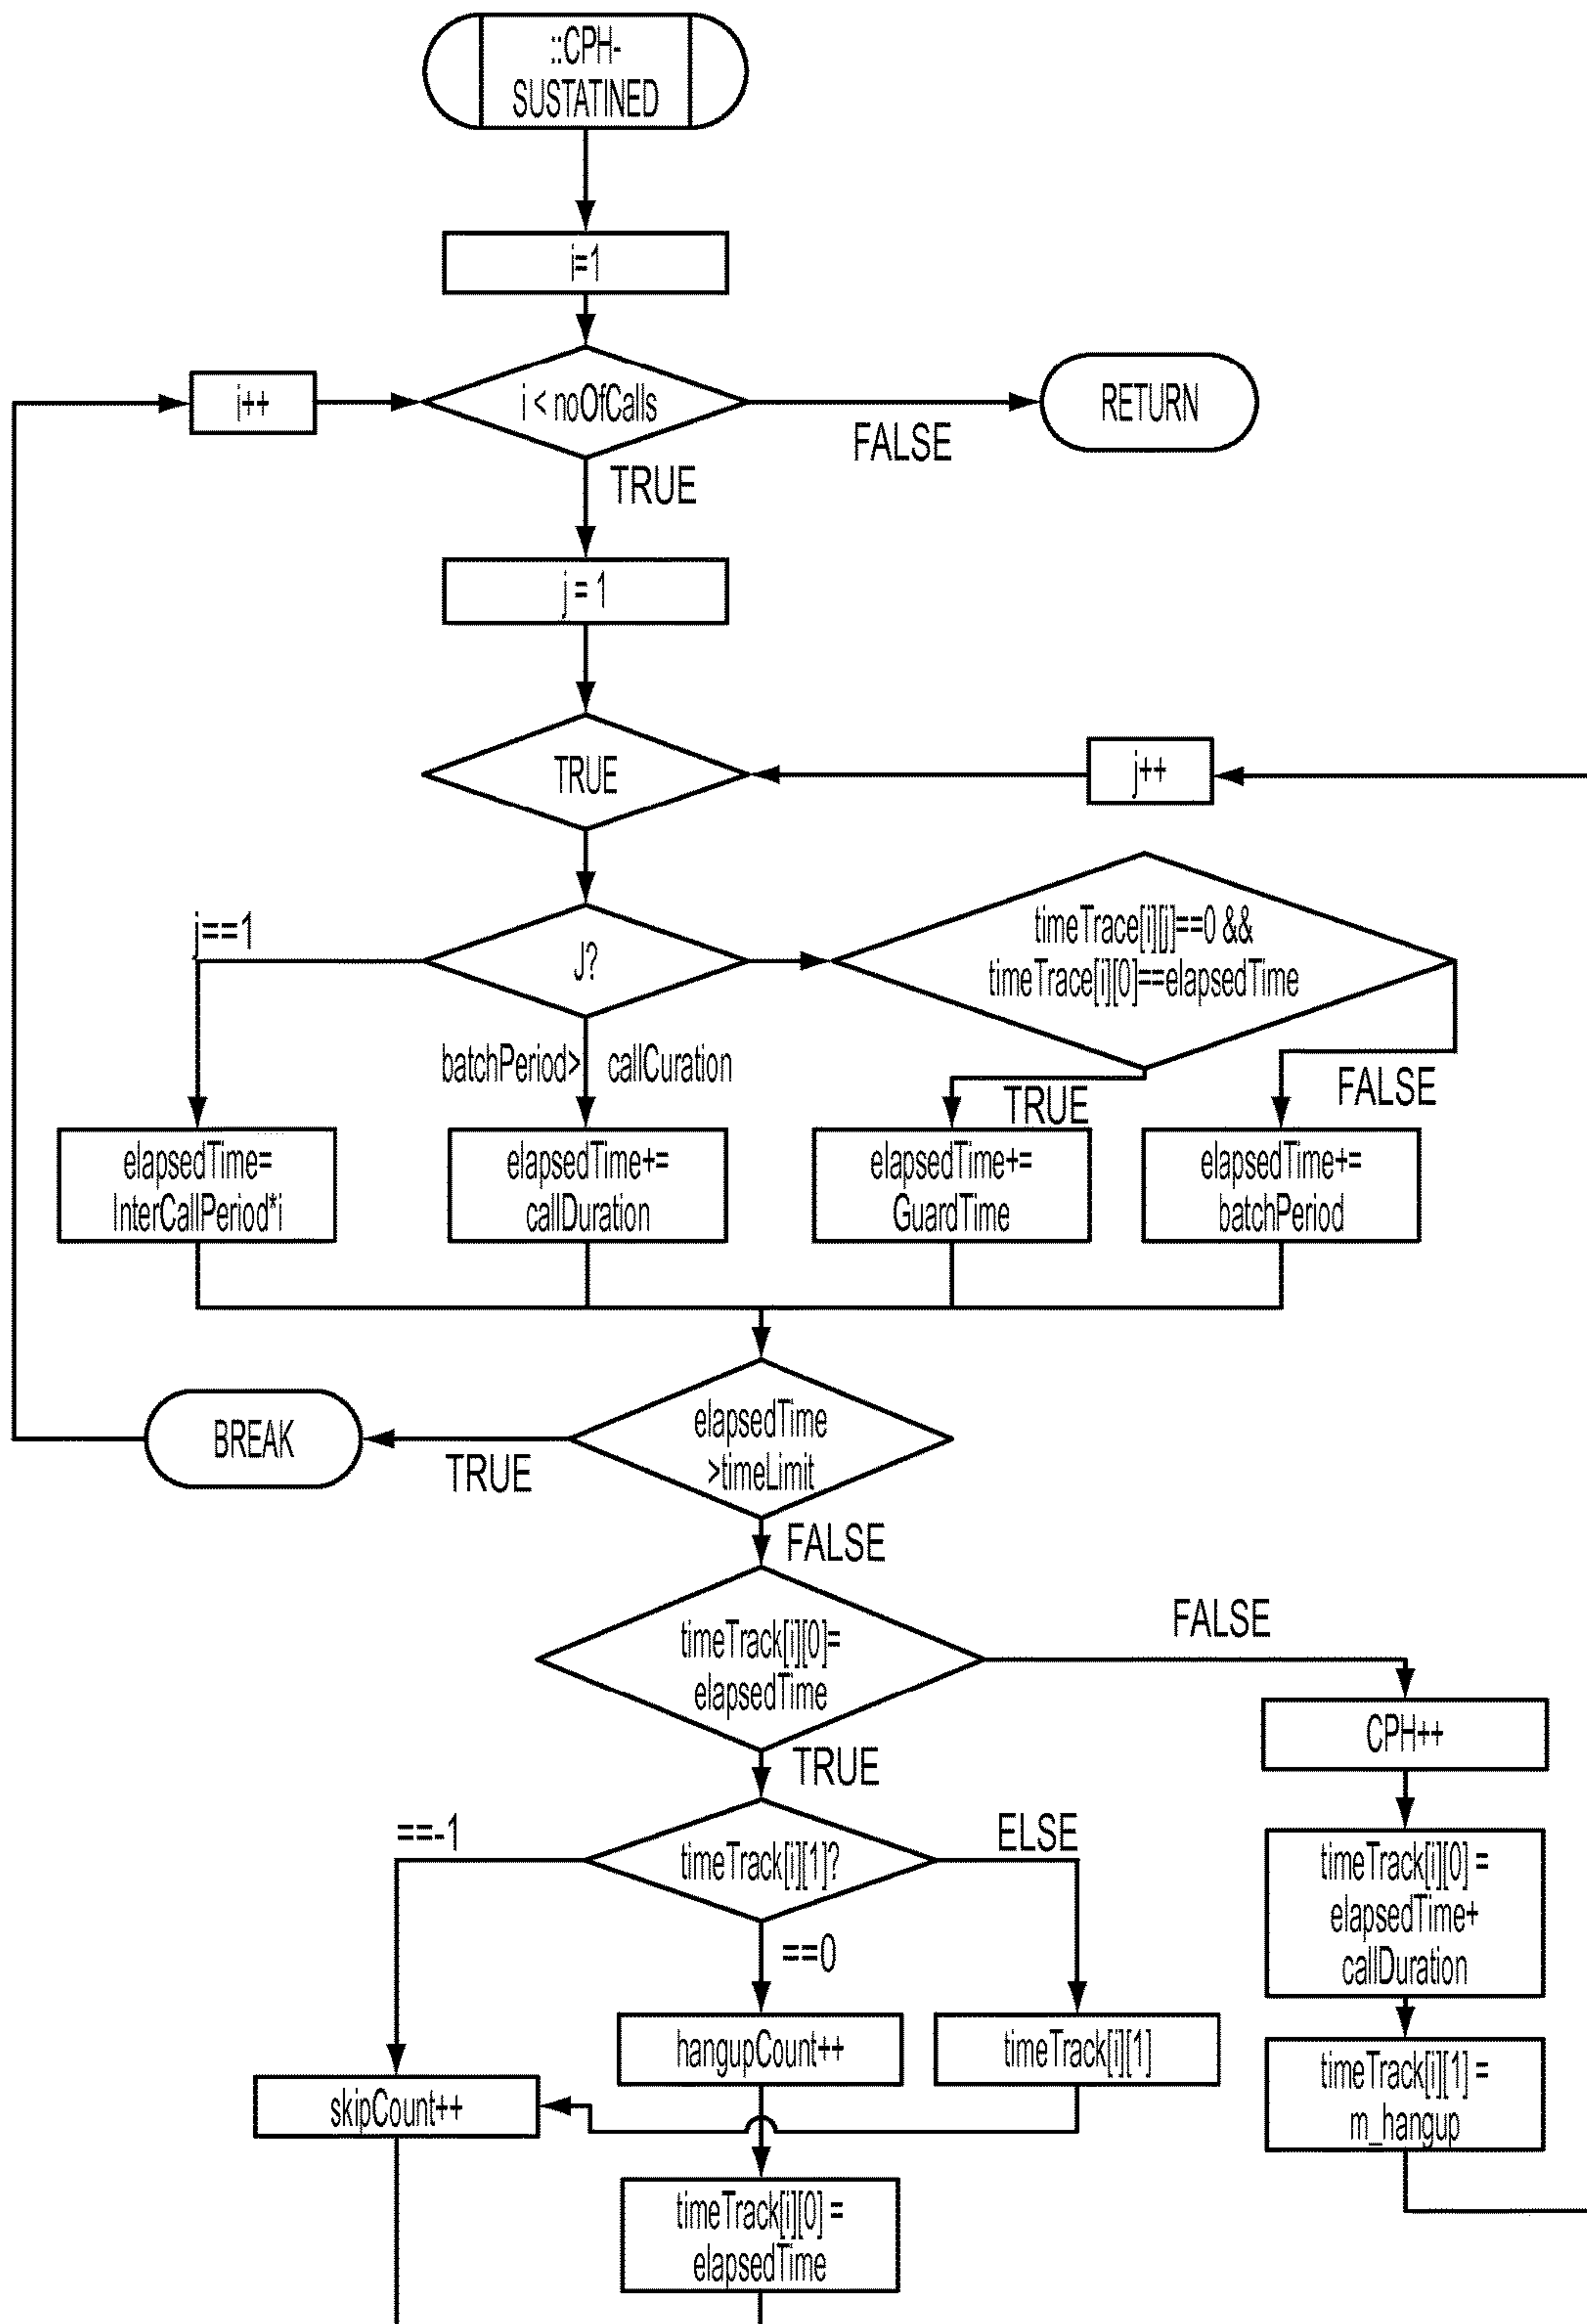 ::CPH-
SUSTATINED
i=1
i++
i < noOfCalls
RETURN
FALSE
TRUE
j = 1
TRUE
j++
j==1
J?
timeTrace[i][j]==0 &&
timeTrace[i][0]==elapsedTime
batchPeriod> callCuration
TRUE
FALSE
elapsedTime=
InterCallPeriod*i
elapsedTime+=
callDuration
elapsedTime+=
GuardTime
elapsedTime+=
batchPeriod
BREAK
TRUE
elapsedTime
>timeLimit
FALSE
timeTrack[i][0]=
elapsedTime
FALSE
CPH++
TRUE
==-1
timeTrack[i][1]?
ELSE
timeTrack[i][0] =
elapsedTime+
callDuration
==0
hangupCount++
timeTrack[i][1]
skipCount++
timeTrack[i][1] =
m_hangup
timeTrack[i][0] =
elapsedTime